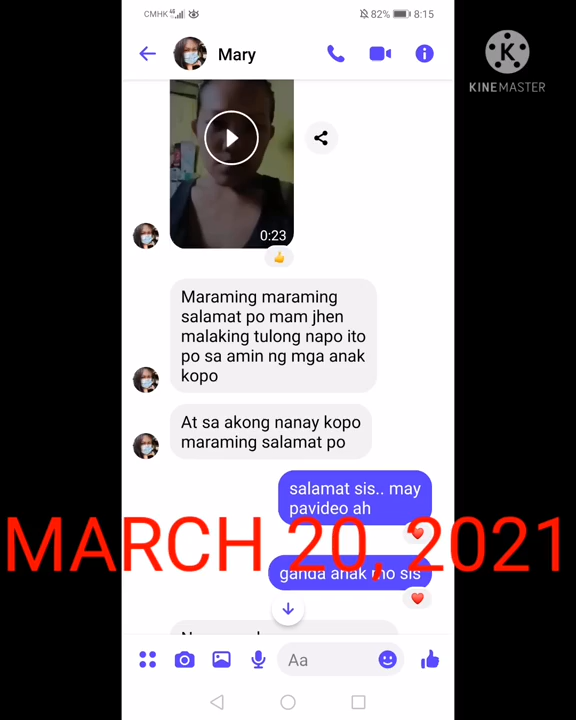 CMHK 4G 82% 8:15
Mary
KINEMASTER
0:23
Maraming maraming
salamat po mam jhen
malaking tulong napo ito
po sa amin ng mga anak
kopo
At sa akong nanay kopo
maraming salamat po
salamat sis.. may
pavideo ah
MARCH 20, 2021
ganda anak mo sis
Aa